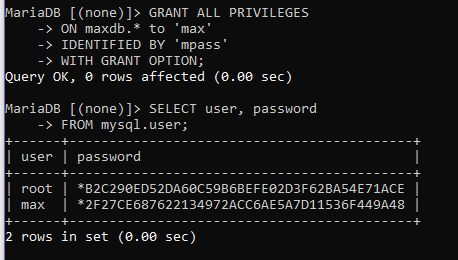 MariaDB [(none)]> GRANT ALL PRIVILEGES
    -> ON maxdb.* to 'max'
    -> IDENTIFIED BY 'mpass'
    -> WITH GRANT OPTION;
Query OK, 0 rows affected (0.00 sec)

MariaDB [(none)]> SELECT user, password
    -> FROM mysql.user;
+------+-------------------------------------------+
| user | password                                  |
+------+-------------------------------------------+
| root | *B2C290ED52DA60C59B6BEFE02D3F62BA54E71ACE |
| max  | *2F27CE687622134972ACC6AE5A7D11536F449A48 |
+------+-------------------------------------------+
2 rows in set (0.00 sec)